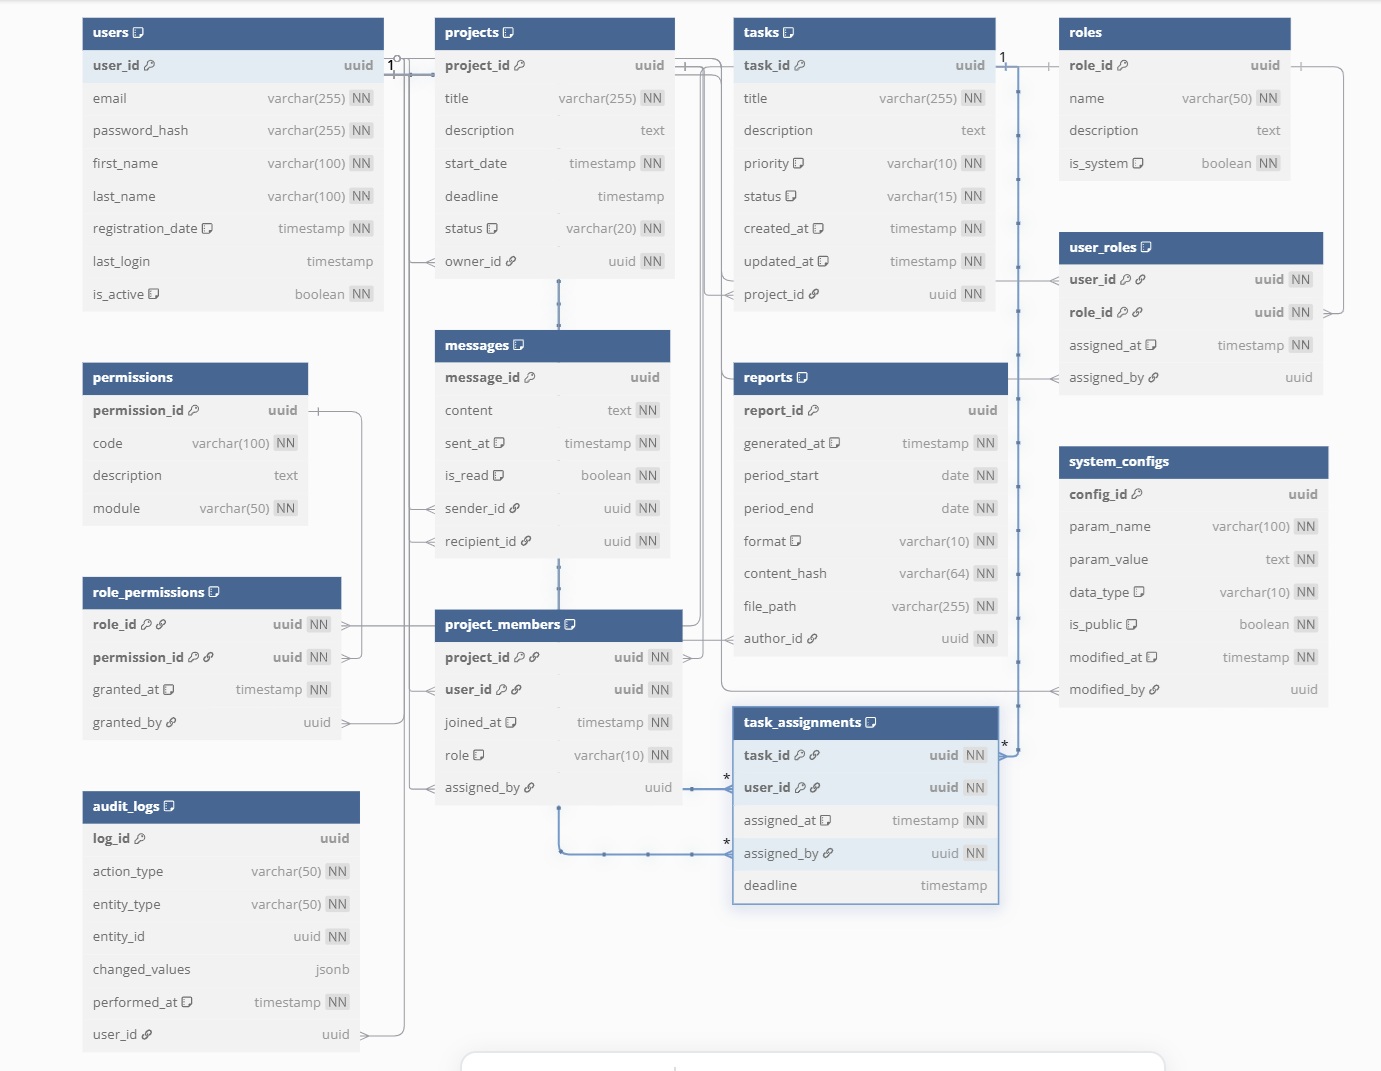 users
user_id uuid
email varchar(255) NN
password_hash varchar(255) NN
first_name varchar(100) NN
last_name varchar(100) NN
registration_date timestamp NN
last_login timestamp
is_active boolean NN
1
projects
project_id uuid
title varchar(255) NN
description text
start_date timestamp NN
deadline timestamp
status varchar(20) NN
owner_id uuid NN
tasks
task_id uuid
title varchar(255) NN
description text
priority varchar(10) NN
status varchar(15) NN
created_at timestamp NN
updated_at timestamp NN
project_id uuid NN
1
roles
role_id uuid
name varchar(50) NN
description text
is_system boolean NN
user_roles
user_id uuid NN
role_id uuid NN
assigned_at timestamp NN
assigned_by uuid
permissions
permission_id uuid
code varchar(100) NN
description text
module varchar(50) NN
messages
message_id uuid
content text NN
sent_at timestamp NN
is_read boolean NN
sender_id uuid NN
recipient_id uuid NN
reports
report_id uuid
generated_at timestamp NN
period_start date NN
period_end date NN
format varchar(10) NN
content_hash varchar(64) NN
file_path varchar(255) NN
author_id uuid NN
system_configs
config_id uuid
param_name varchar(100) NN
param_value text NN
data_type varchar(10) NN
is_public boolean NN
modified_at timestamp NN
modified_by uuid
role_permissions
role_id uuid NN
permission_id uuid NN
granted_at timestamp NN
granted_by uuid
project_members
project_id uuid NN
user_id uuid NN
joined_at timestamp NN
role varchar(10) NN
assigned_by uuid
task_assignments
*
task_id uuid NN
*
user_id uuid NN
assigned_at timestamp NN
*
assigned_by uuid NN
deadline timestamp
audit_logs
log_id uuid
action_type varchar(50) NN
entity_type varchar(50) NN
entity_id uuid NN
changed_values jsonb
performed_at timestamp NN
user_id uuid